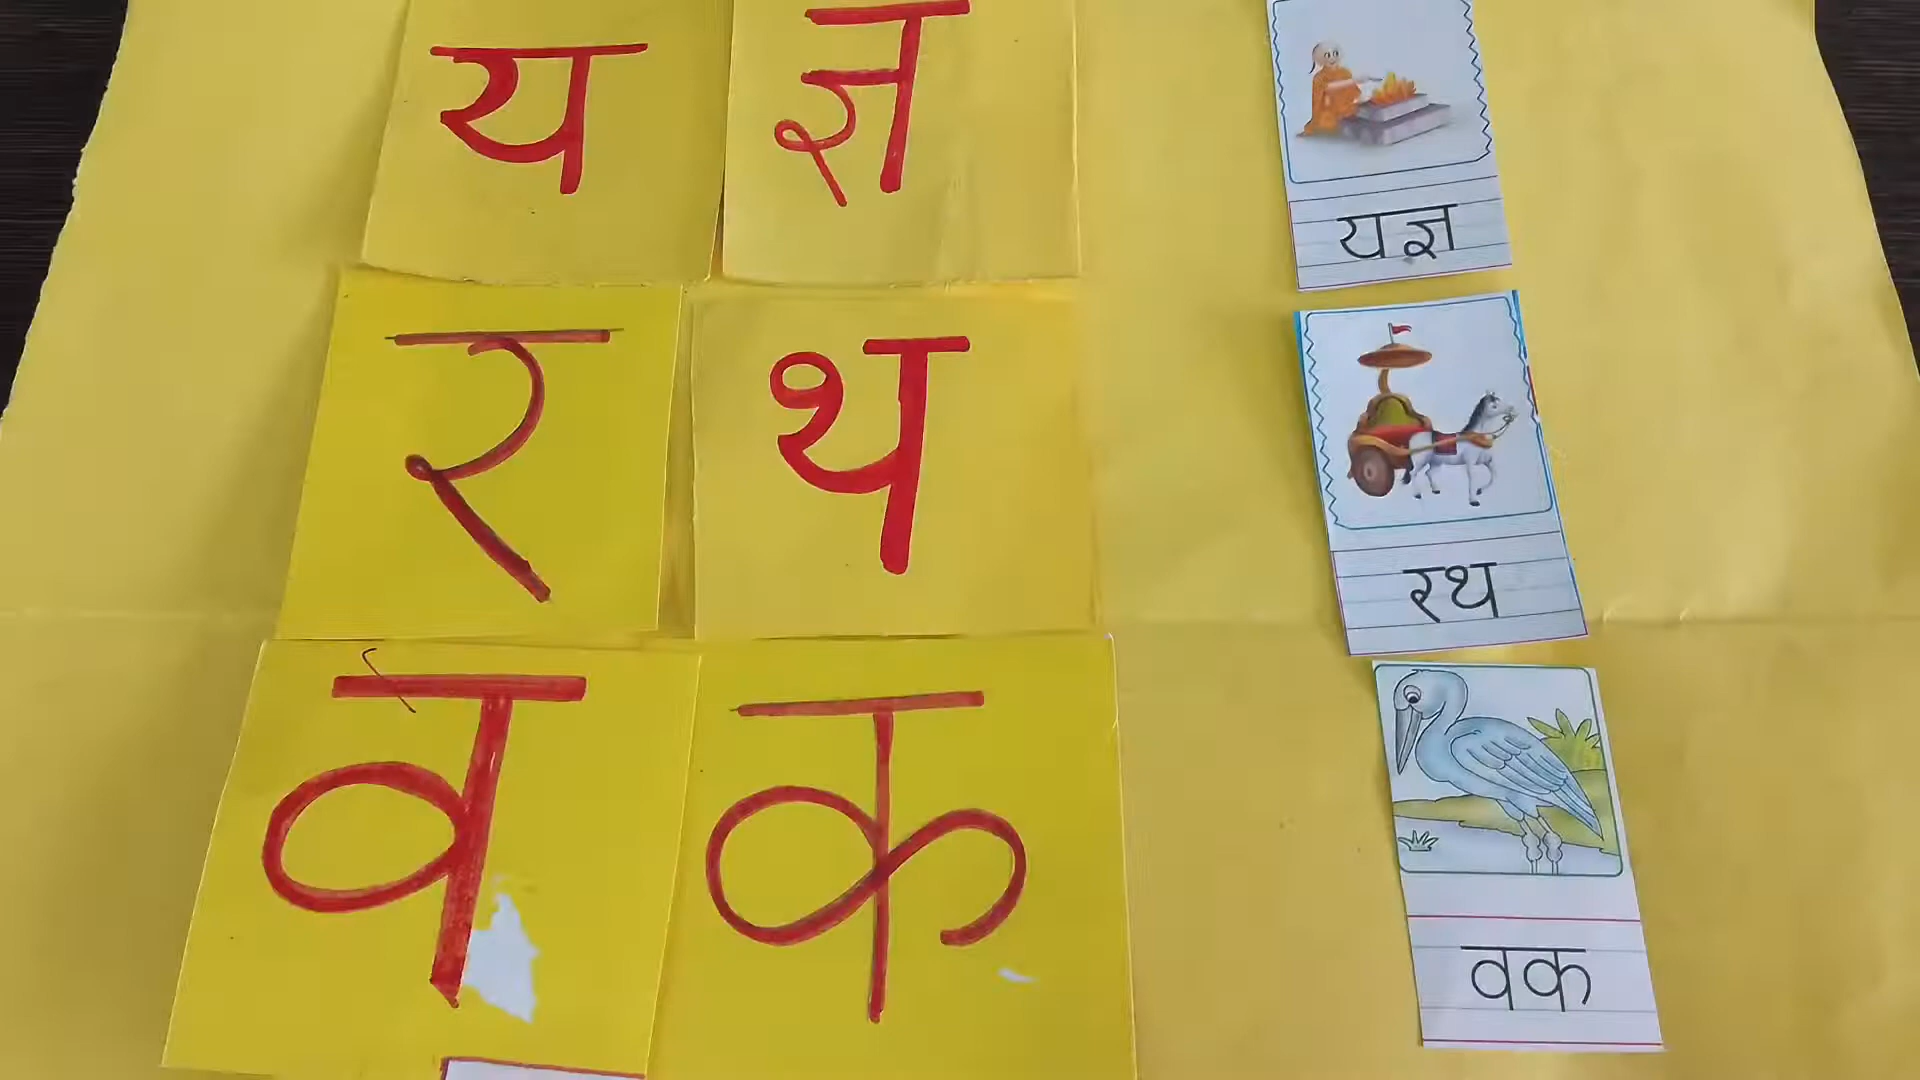 य ज्ञ यज्ञ
र थ रथ
व क वक